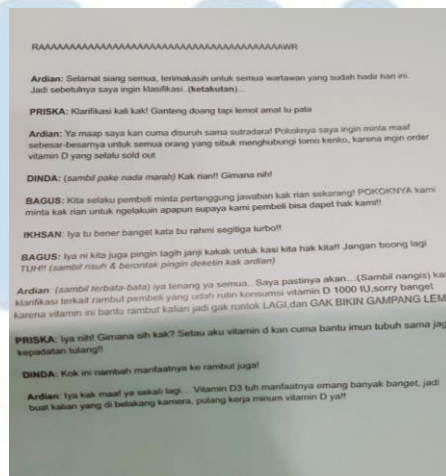 RAAAAAAAAAAAAAAAAAAAAAAAAAAAAAAAAAAAAAAAAAWR
Ardian: Selamat siang semua, terimakasih untuk semua wartawan yang sudah hadir hari ini.
Jadi sebetulnya saya ingin klasifikasi..(ketakutan)...
PRISKA: Klarifikasi kali kak! Ganteng doang tapi lemot amat tu pala
Ardian: Ya maap saya kan cuma disuruh sama sutradara! Pokoknya saya ingin minta maaf
sebesar-besarnya untuk semua orang yang sibuk menghubungi tomo kenko, karena ingin order
vitamin D yang selalu sold out
DINDA: (sambil pake nada marah) Kak rian!! Gimana nih!
BAGUS: Kita selaku pembeli minta pertanggung jawaban kak rian sekarang! POKOKNYA kami
minta kak rian untuk ngelakuin apapun supaya kami pembeli bisa dapet hak kami!!
IKHSAN: Iya tu bener banget kata bu rahmi segitiga turbo!!
BAGUS: Iya ni kita juga pingin tagih janji kakak untuk kasi kita hak kita!! Jangan boong lagi
TUH!! (sambil risuh & berontak pingin deketin kak ardian)
Ardian: (sambil terbata-bata) iya tenang ya semua.. Saya pastinya akan....(Sambil nangis)
klarifikasi terkait rambut pembeli yang udah rutin konsumsi vitamin D 1000 IU,sorry banget
karena vitamin ini bantu rambut kalian jadi gak rontok LAGI,dan GAK BIKIN GAMPANG
PRISKA: Iya nih! Gimana sih kak? Setau aku vitamin d kan cuma bantu imun tubuh sama
kepadatan tulang!!
DINDA: Kok ini nambah manfaatnya ke rambut juga!
Ardian: Iya kak maaf ya sekali lagi... Vitamin D3 tuh manfaatnya emang banyak banget, jadi
buat kalian yang di belakang kamera, pulang kerja minum vitamin D ya!!